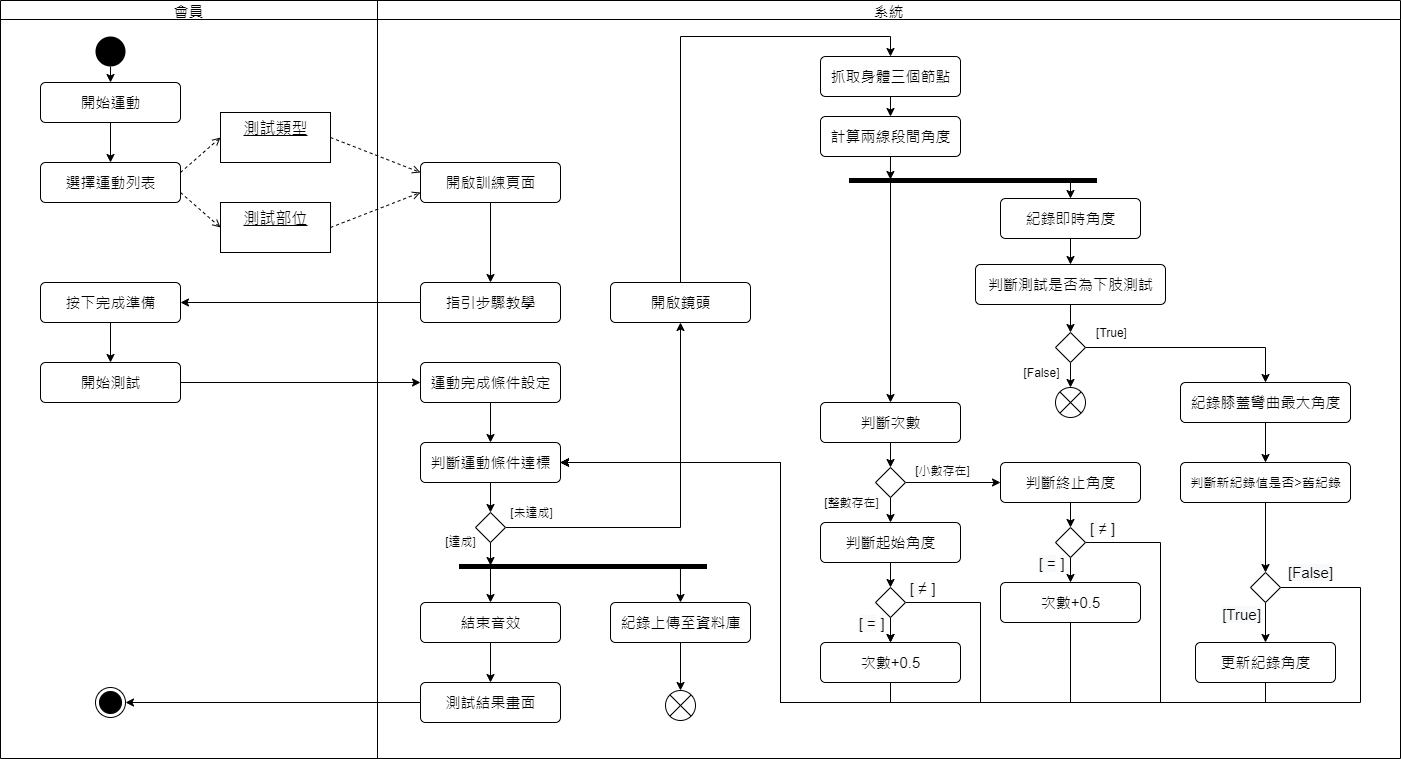 會員
系統
開始運動
選擇運動列表
測試類型
測試部位
開啟訓練頁面
指引步驟教學
按下完成準備
開始測試
運動完成條件設定
判斷運動條件達標
[未達成]
[達成]
開啟鏡頭
結束音效
紀錄上傳至資料庫
測試結果畫面
抓取身體三個節點
計算兩線段間角度
紀錄即時角度
判斷測試是否為下肢測試
[True]
[False]
判斷次數
[小數存在]
[整數存在]
判斷起始角度
[ ≠ ]
[ = ]
次數+0.5
判斷終止角度
[ ≠ ]
[ = ]
次數+0.5
紀錄膝蓋彎曲最大角度
判斷新紀錄值是否>舊紀錄
[False]
[True]
更新紀錄角度